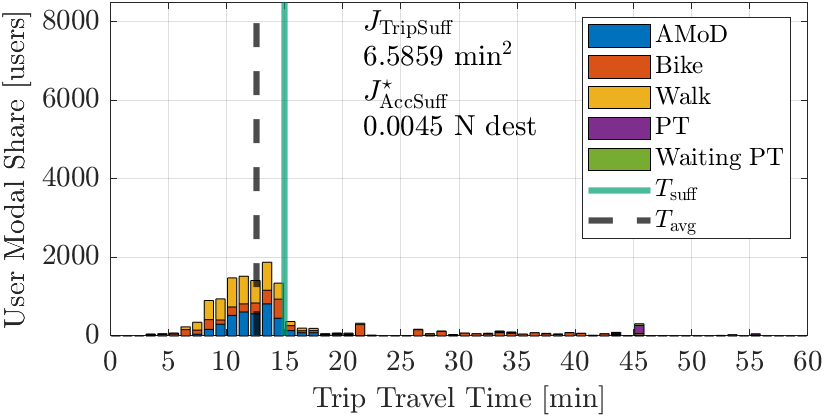 8000
6000
4000
2000
0
User Modal Share [users]
J_TripSuff
6.5859 min²
J⋆_AccSuff
0.0045 N dest
AMoD
Bike
Walk
PT
Waiting PT
T_suff
T_avg
0 5 10 15 20 25 30 35 40 45 50 55 60
Trip Travel Time [min]